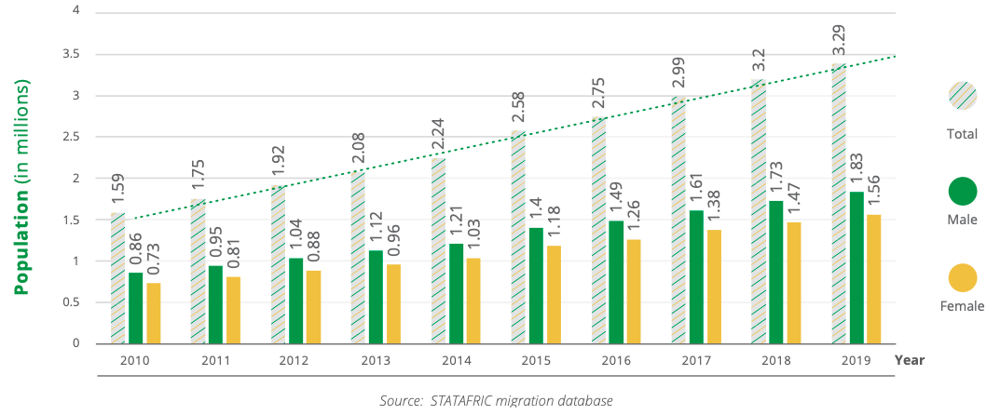 4
3.5
3
2.5
2
1.5
1
0.5
0
Population (in millions)
1.59 0.86 0.73
1.75 0.95 0.81
1.92 1.04 0.88
2.08 1.12 0.96
2.24 1.21 1.03
2.58 1.4 1.18
2.75 1.49 1.26
2.99 1.61 1.38
3.2 1.73 1.47
3.29 1.83 1.56
2010 2011 2012 2013 2014 2015 2016 2017 2018 2019 Year
Total
Male
Female
Source: STATAFRIC migration database